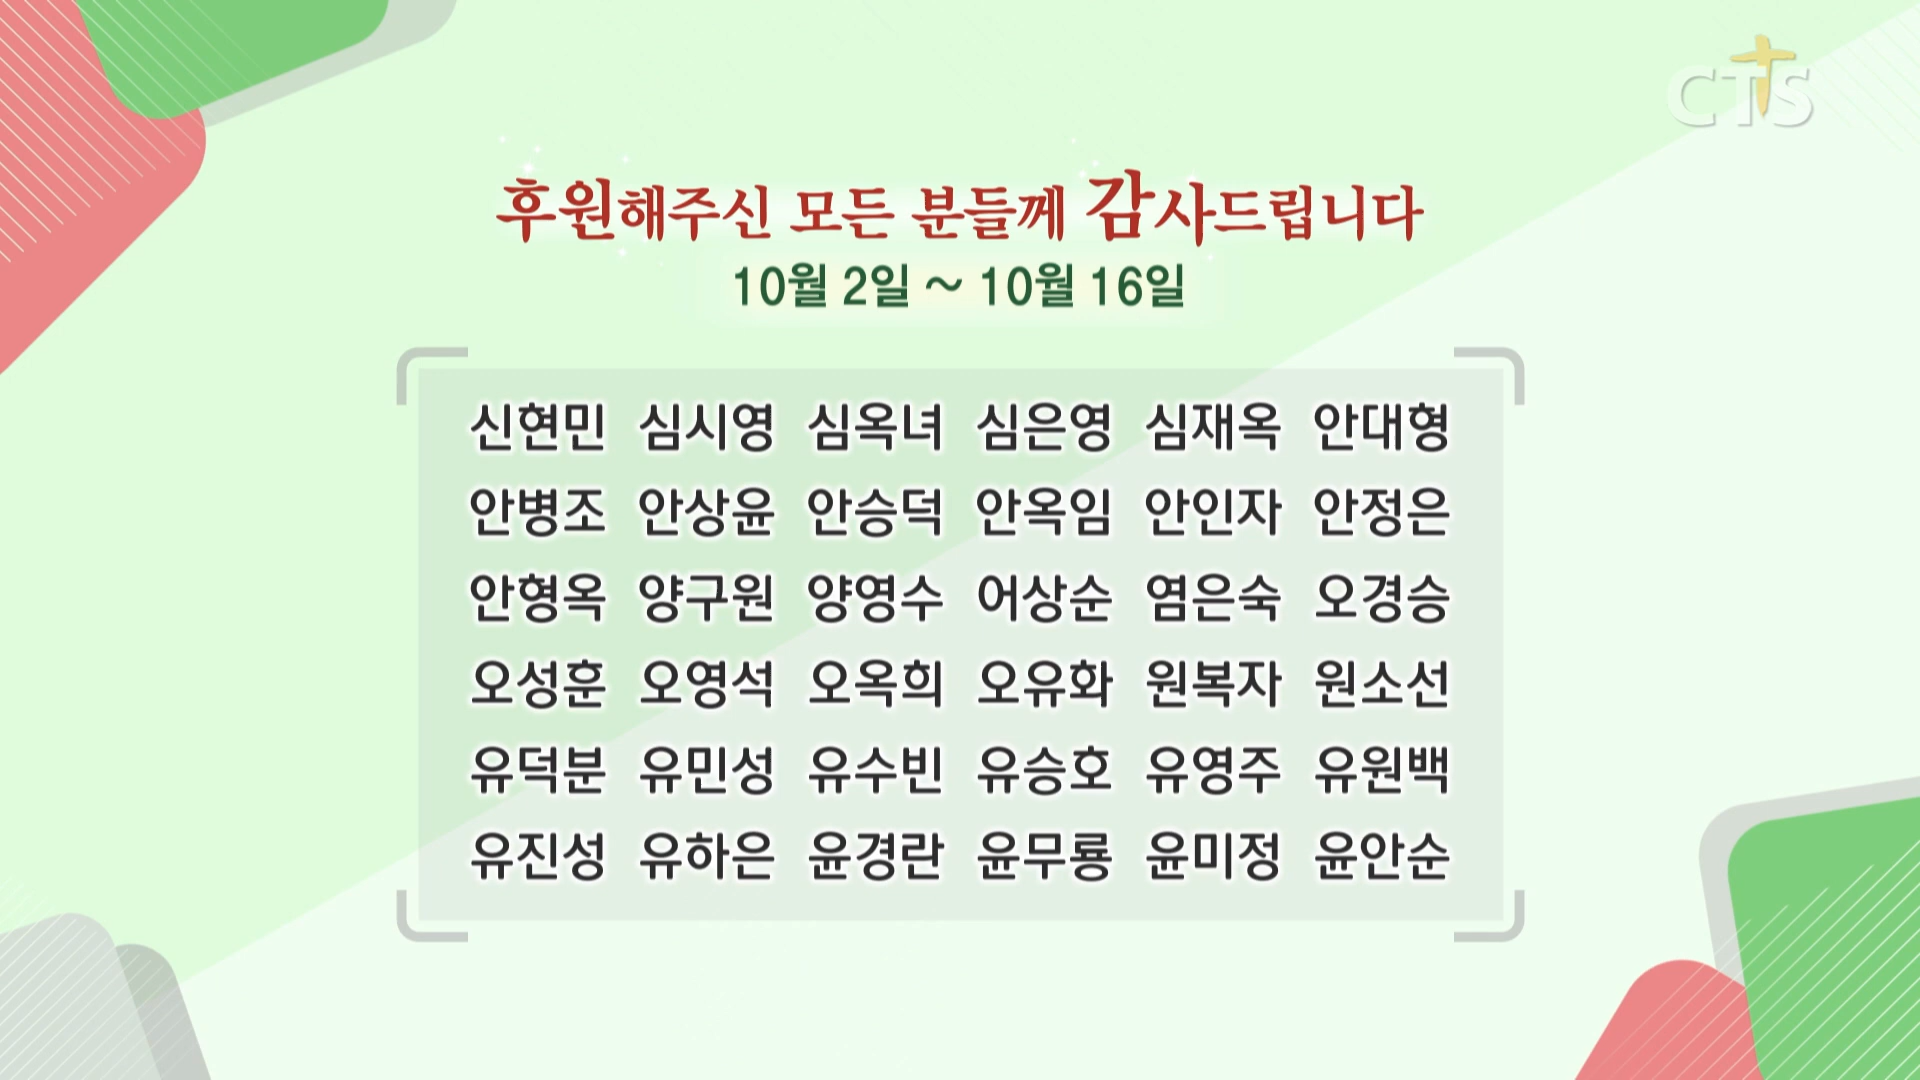 CTS
후원해주신 모든 분들께 감사드립니다
10월 2일 ~ 10월 16일
신현민 심시영 심옥녀 심은영 심재옥 안대형
안병조 안상윤 안승덕 안옥임 안인자 안정은
안형옥 양구원 양영수 어상순 염은숙 오경승
오성훈 오영석 오옥희 오유화 원복자 원소선
유덕분 유민성 유수빈 유승호 유영주 유원백
유진성 유하은 윤경란 윤무룡 윤미정 윤안순